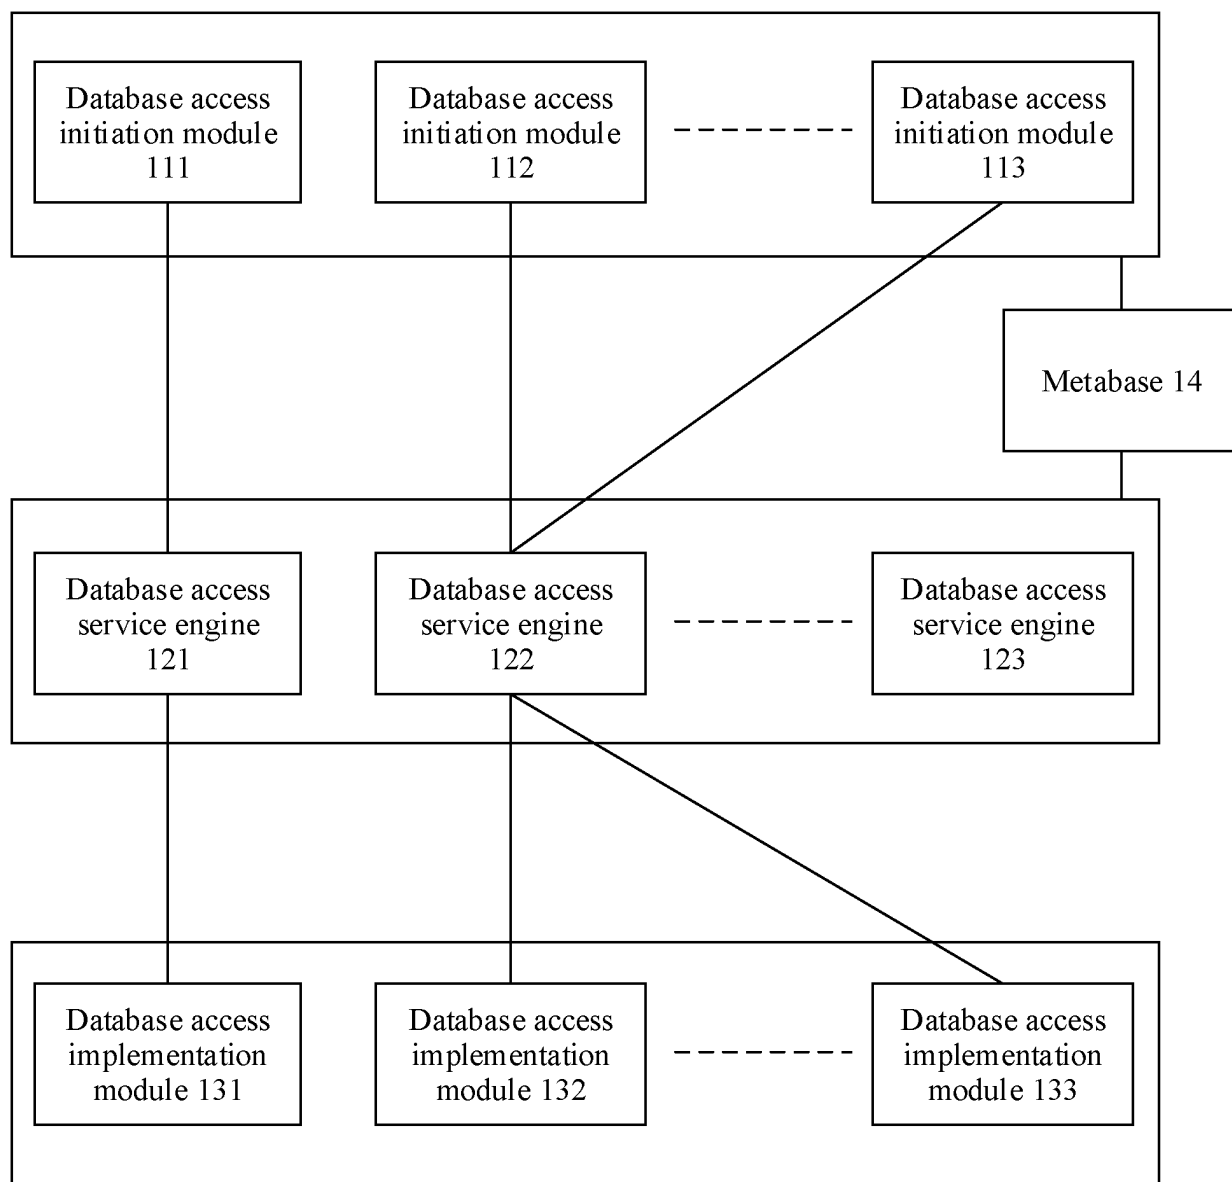 Database access
initiation module
111
Database access
initiation module
112
Database access
initiation module
113
Metabase 14
Database access
service engine
121
Database access
service engine
122
Database access
service engine
123
Database access
implementation
module 131
Database access
implementation
module 132
Database access
implementation
module 133